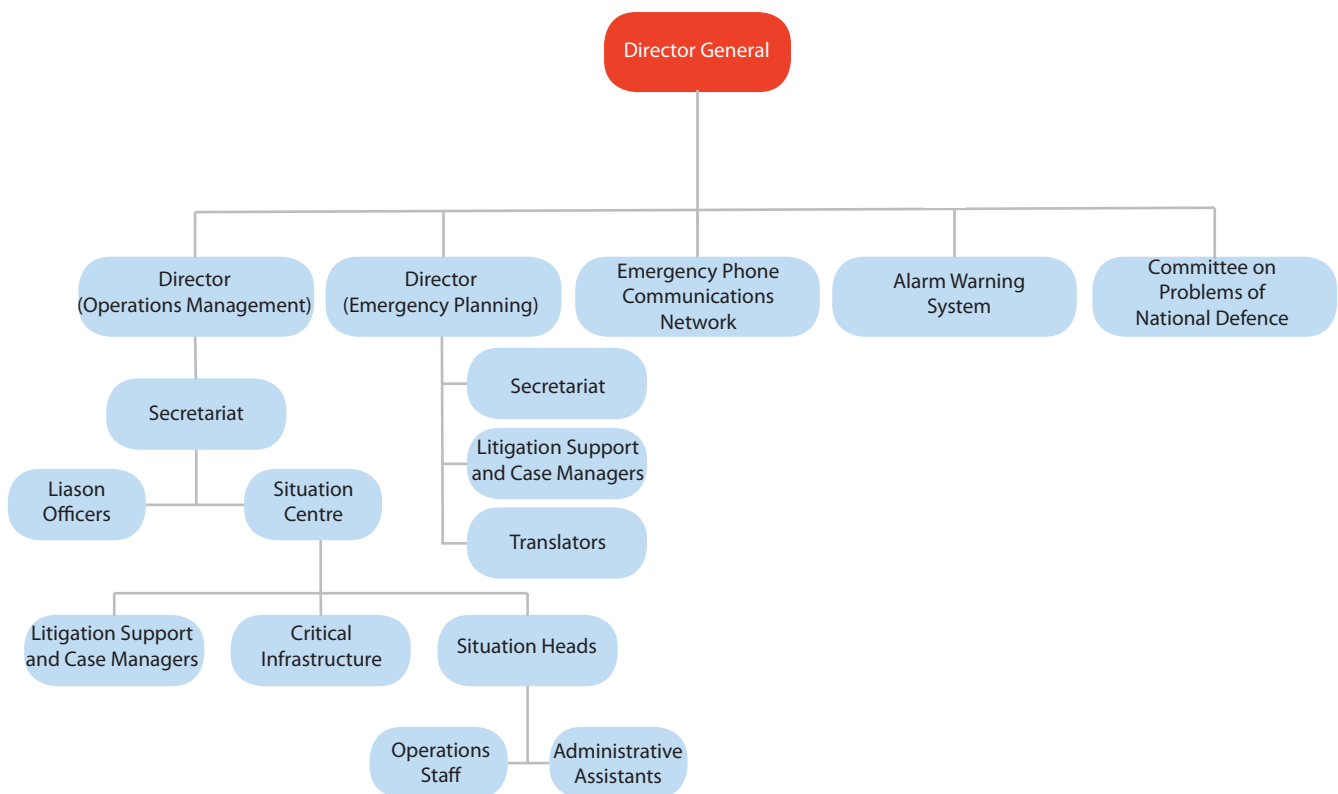 Director General
Director
(Operations Management)
Director
(Emergency Planning)
Emergency Phone
Communications
Network
Alarm Warning
System
Committee on
Problems of
National Defence
Secretariat
Secretariat
Litigation Support
and Case Managers
Translators
Liason
Officers
Situation
Centre
Litigation Support
and Case Managers
Critical
Infrastructure
Situation Heads
Operations
Staff
Administrative
Assistants